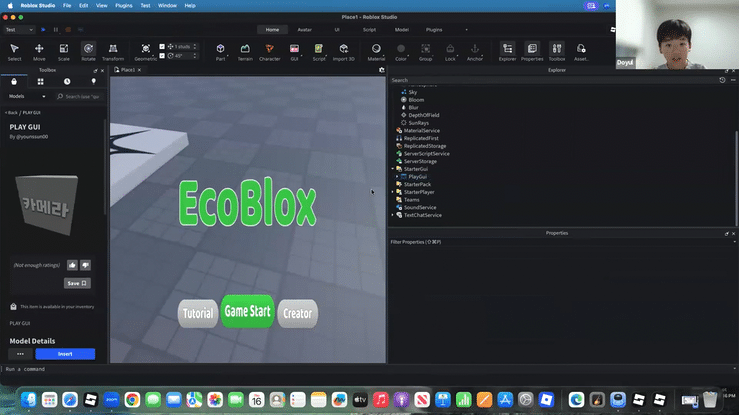 Roblox Studio File Edit View Plugins Test Window Help
Place1 - Roblox Studio
Test Home Avatar UI Script Model Plugins
1 studs
45°
Select Move Scale Rotate Transform Geometric Part Terrain Character GUI Script Import 3D Material Color Group Lock Anchor Explorer Properties Toolbox Asset...
Doyul
Toolbox
Place1
Explorer
Models
Search
< Back / PLAY GUI
PLAY GUI
By @younssun00
카메라
(Not enough ratings)
Save
This item is available in your inventory
PLAY GUI
Model Details
Insert
EcoBlox
Tutorial Game Start Creator
Sky
Bloom
Blur
DepthOfField
SunRays
MaterialService
ReplicatedFirst
ReplicatedStorage
ServerScriptService
ServerStorage
StarterGui
PlayGui
StarterPack
StarterPlayer
Teams
SoundService
TextChatService
Properties
Filter Properties (⇧⌘P)
Run a command
16